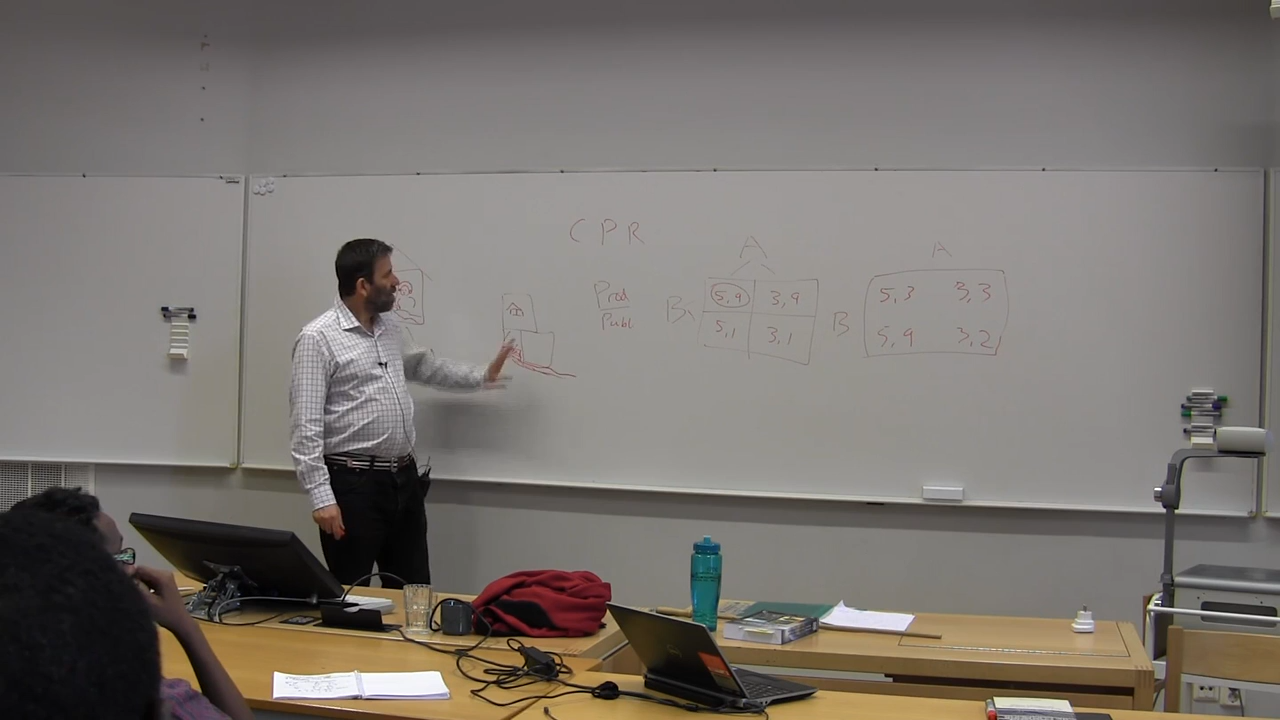 CPR
Prod
Publ
A
B
5,9 3,9
5,1 3,1
A
B
5,3 3,3
5,9 3,2